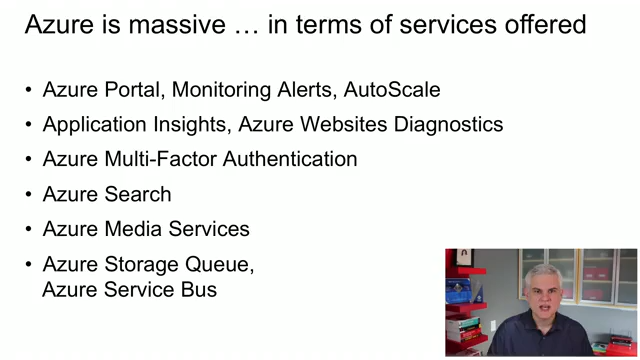 Azure is massive … in terms of services offered
• Azure Portal, Monitoring Alerts, AutoScale
• Application Insights, Azure Websites Diagnostics
• Azure Multi-Factor Authentication
• Azure Search
• Azure Media Services
• Azure Storage Queue,
Azure Service Bus